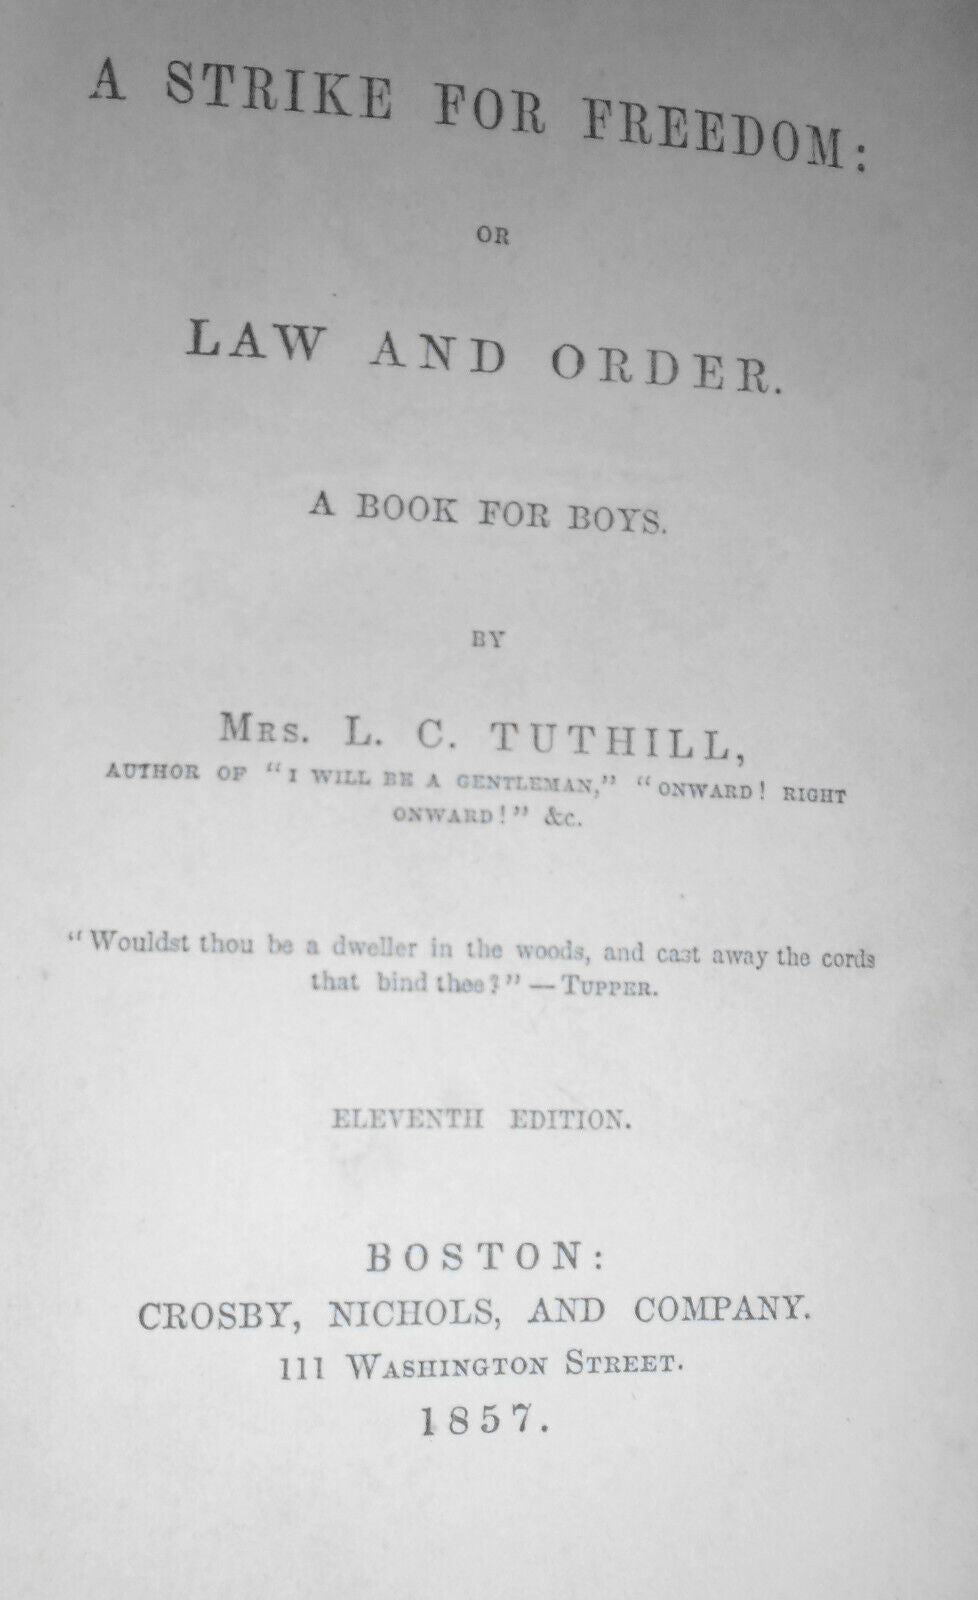 A STRIKE FOR FREEDOM:
OR
LAW AND ORDER.
A BOOK FOR BOYS.
BY
MRS. L. C. TUTHILL,
AUTHOR OF “I WILL BE A GENTLEMAN,” “ONWARD! RIGHT
ONWARD!” &c.
“Wouldst thou be a dweller in the woods, and cast away the cords
that bind thee?” — TUPPER.
ELEVENTH EDITION.
BOSTON:
CROSBY, NICHOLS, AND COMPANY.
111 WASHINGTON STREET.
1857.